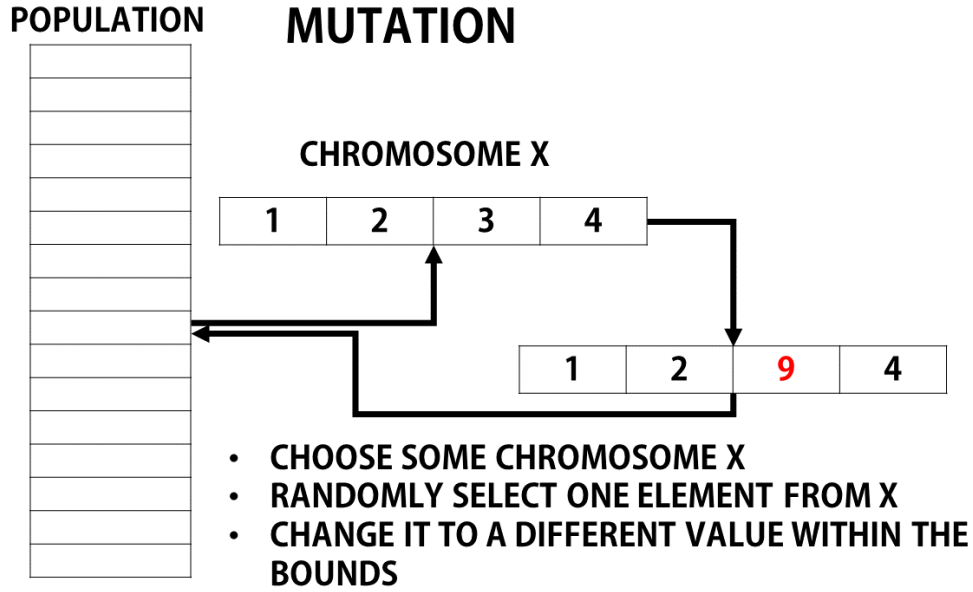 POPULATION
MUTATION
CHROMOSOME X
1 2 3 4
1 2 9 4
• CHOOSE SOME CHROMOSOME X
• RANDOMLY SELECT ONE ELEMENT FROM X
• CHANGE IT TO A DIFFERENT VALUE WITHIN THE
BOUNDS